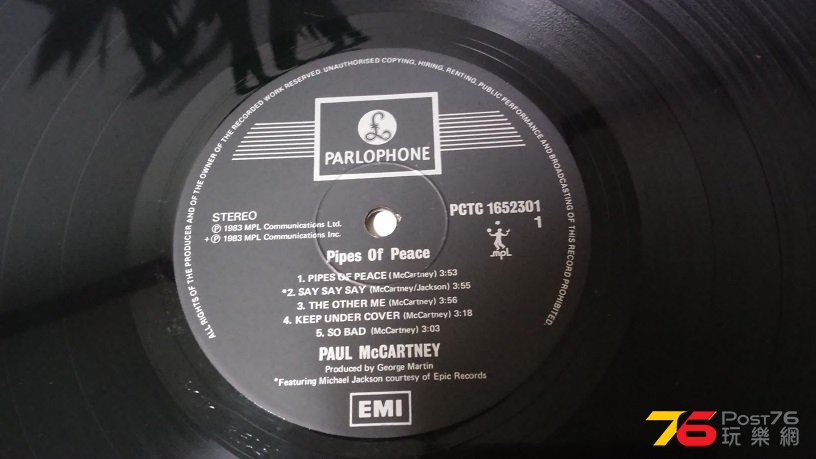 ALL RIGHTS OF THE PRODUCER AND OF THE OWNER OF THE RECORDED WORK RESERVED. UNAUTHORISED COPYING, HIRING, RENTING, PUBLIC PERFORMANCE AND BROADCASTING OF THIS RECORD PROHIBITED.
£
PARLOPHONE
STEREO
Ⓟ 1983 MPL Communications Ltd.
+Ⓟ 1983 MPL Communications Inc.
PCTC 1652301
1
MPL
Pipes Of Peace
1. PIPES OF PEACE (McCartney) 3:53
*2. SAY SAY SAY (McCartney/Jackson) 3:55
3. THE OTHER ME (McCartney) 3:56
4. KEEP UNDER COVER (McCartney) 3:18
5. SO BAD (McCartney) 3:03
PAUL McCARTNEY
Produced by George Martin
*Featuring Michael Jackson courtesy of Epic Records
EMI
76 Post76
玩樂網